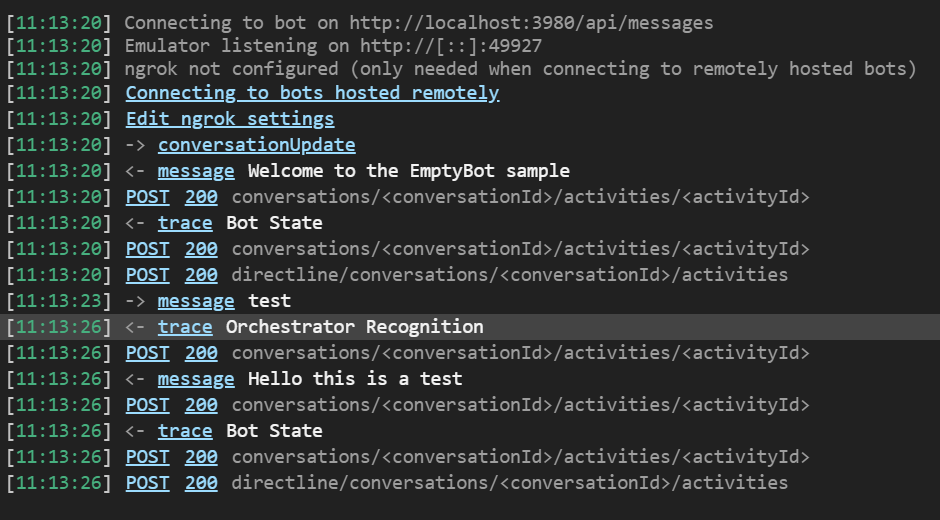 [11:13:20] Connecting to bot on http://localhost:3980/api/messages
[11:13:20] Emulator listening on http://[::]:49927
[11:13:20] ngrok not configured (only needed when connecting to remotely hosted bots)
[11:13:20] Connecting to bots hosted remotely
[11:13:20] Edit ngrok settings
[11:13:20] -> conversationUpdate
[11:13:20] <- message Welcome to the EmptyBot sample
[11:13:20] POST 200 conversations/<conversationId>/activities/<activityId>
[11:13:20] <- trace Bot State
[11:13:20] POST 200 conversations/<conversationId>/activities/<activityId>
[11:13:20] POST 200 directline/conversations/<conversationId>/activities
[11:13:23] -> message test
[11:13:26] <- trace Orchestrator Recognition
[11:13:26] POST 200 conversations/<conversationId>/activities/<activityId>
[11:13:26] <- message Hello this is a test
[11:13:26] POST 200 conversations/<conversationId>/activities/<activityId>
[11:13:26] <- trace Bot State
[11:13:26] POST 200 conversations/<conversationId>/activities/<activityId>
[11:13:26] POST 200 directline/conversations/<conversationId>/activities